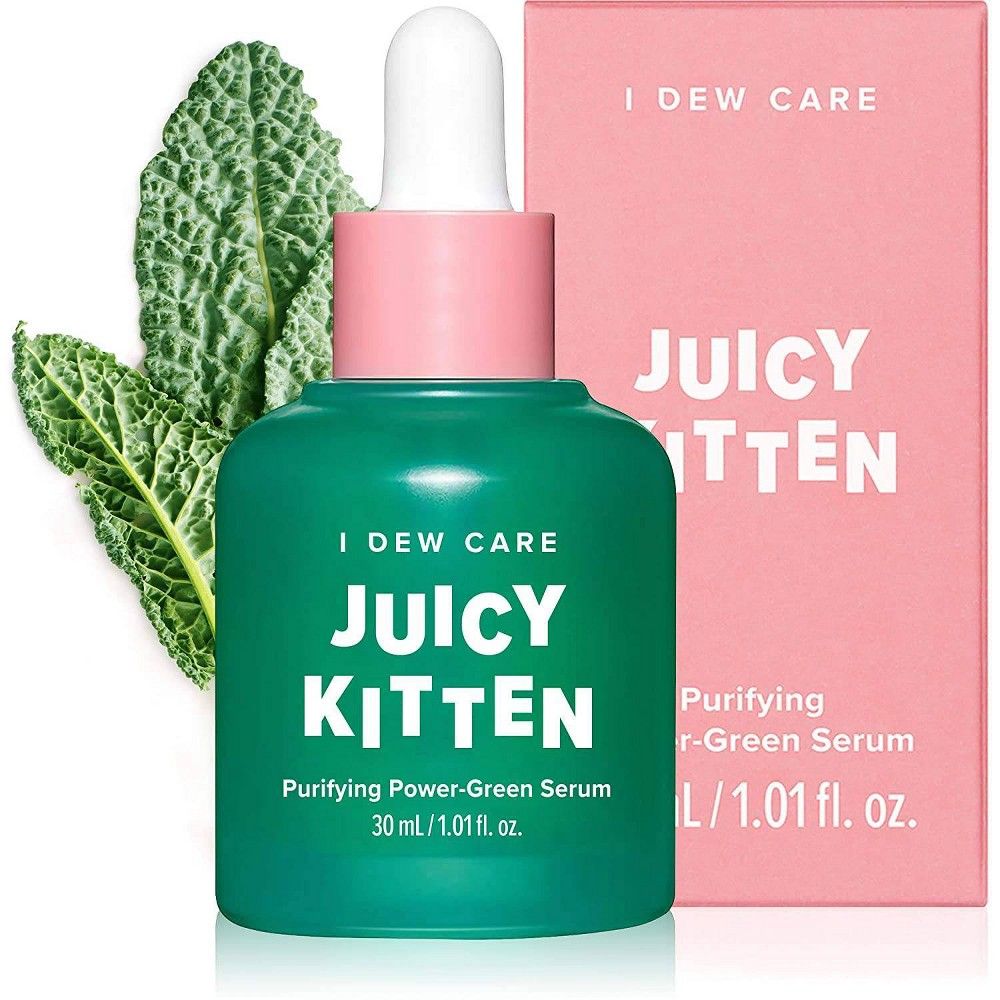 I DEW CARE
JUICY
KITTEN
Purifying Power-Green Serum
30 mL / 1.01 fl. oz.
I DEW CARE
JUICY
ITTEN
Purifying
r-Green Serum
L / 1.01 fl. oz.